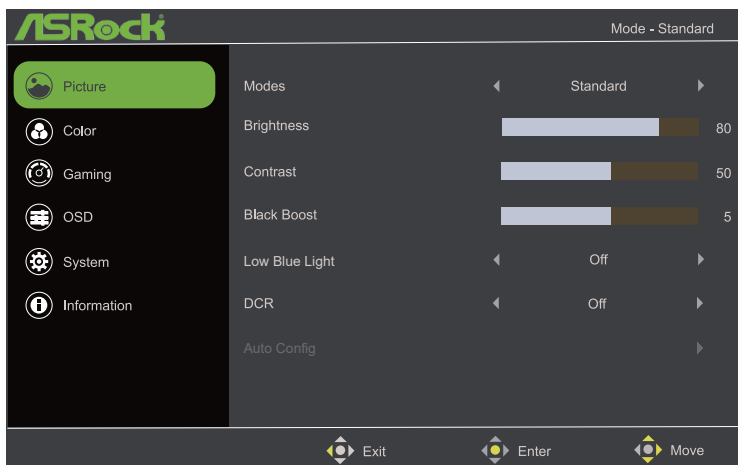 ASRock
Mode - Standard
Picture
Modes
Standard
Color
Brightness
80
Gaming
Contrast
50
OSD
Black Boost
5
System
Low Blue Light
Off
Information
DCR
Off
Auto Config
Exit
Enter
Move